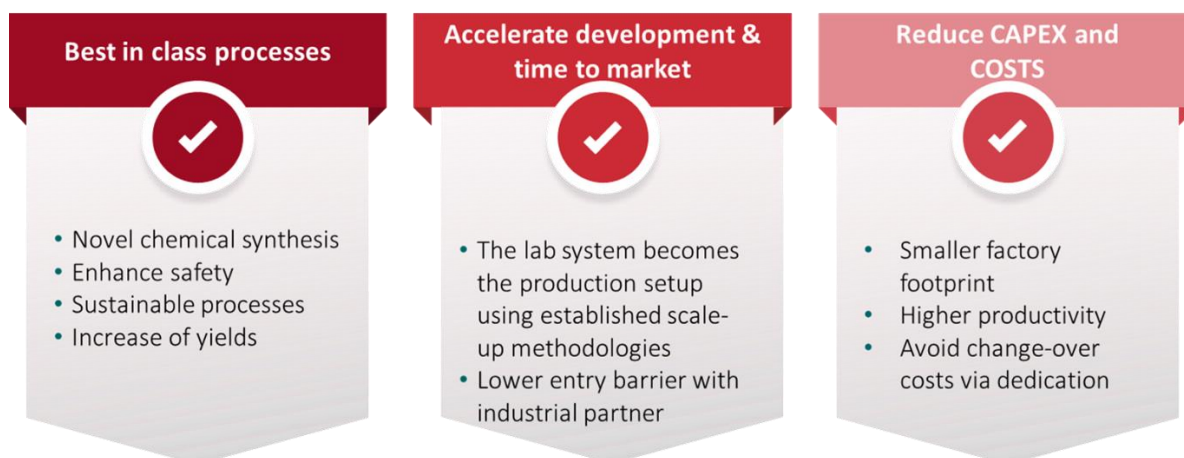 Best in class processes
• Novel chemical synthesis
• Enhance safety
• Sustainable processes
• Increase of yields
Accelerate development &
time to market
• The lab system becomes
the production setup
using established scale-
up methodologies
• Lower entry barrier with
industrial partner
Reduce CAPEX and
COSTS
• Smaller factory
footprint
• Higher productivity
• Avoid change-over
costs via dedication